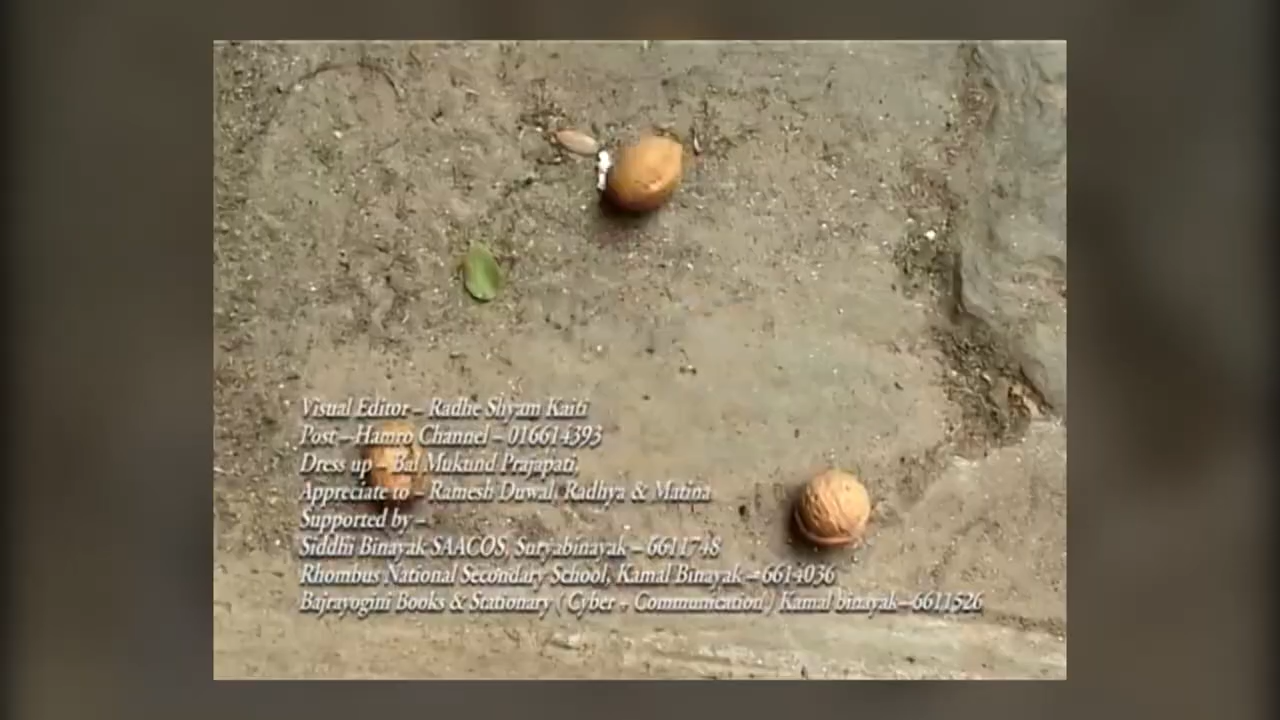 Visual Editor – Radhe Shyam Kaiti
Post – Hamro Channel – 016614393
Dress up – Bal Mukund Prajapati,
Appreciate to – Ramesh Duwal, Radhya & Matina
Supported by –
Siddhi Binayak SAACOS, Suryabinayak – 6611748
Rhombus National Secondary School, Kamal Binayak – 6614036
Bajrayogini Books & Stationary ( Cyber – Communication ) Kamal binayak – 6611526